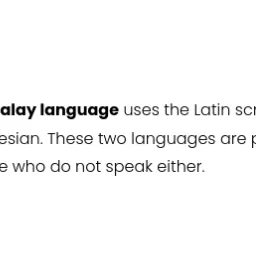 alay language uses the Latin scr
esian. These two languages are p
e who do not speak either.